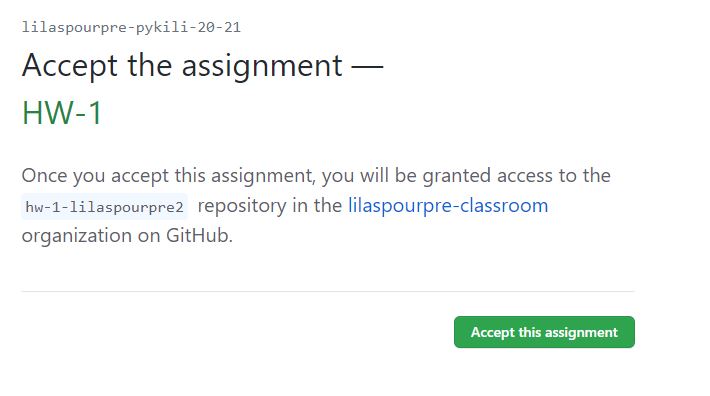 lilaspourpre-pykili-20-21
Accept the assignment —
HW-1
Once you accept this assignment, you will be granted access to the
hw-1-lilaspourpre2 repository in the lilaspourpre-classroom
organization on GitHub.
Accept this assignment